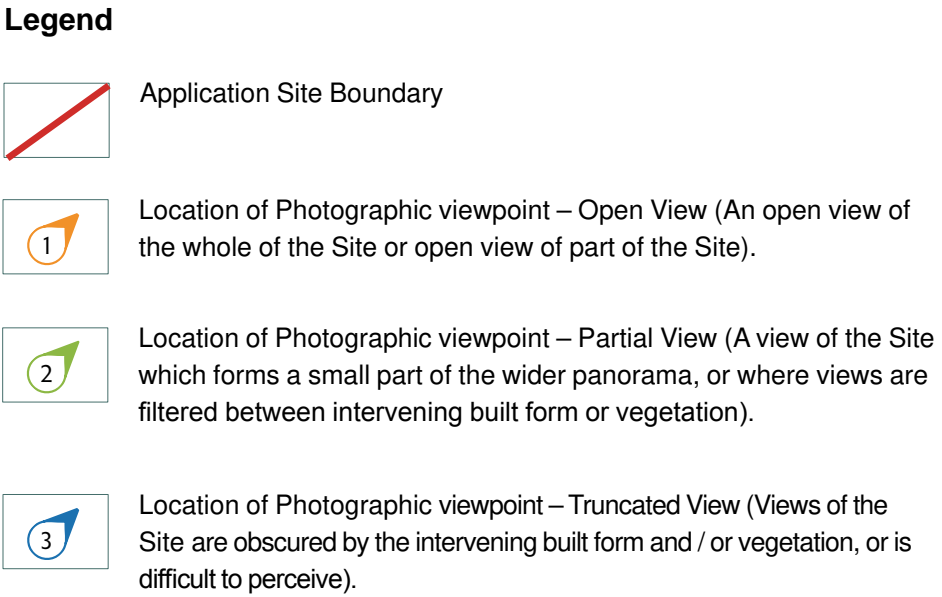 Legend
Application Site Boundary
1
Location of Photographic viewpoint – Open View (An open view of
the whole of the Site or open view of part of the Site).
2
Location of Photographic viewpoint – Partial View (A view of the Site
which forms a small part of the wider panorama, or where views are
filtered between intervening built form or vegetation).
3
Location of Photographic viewpoint – Truncated View (Views of the
Site are obscured by the intervening built form and / or vegetation, or is
difficult to perceive).